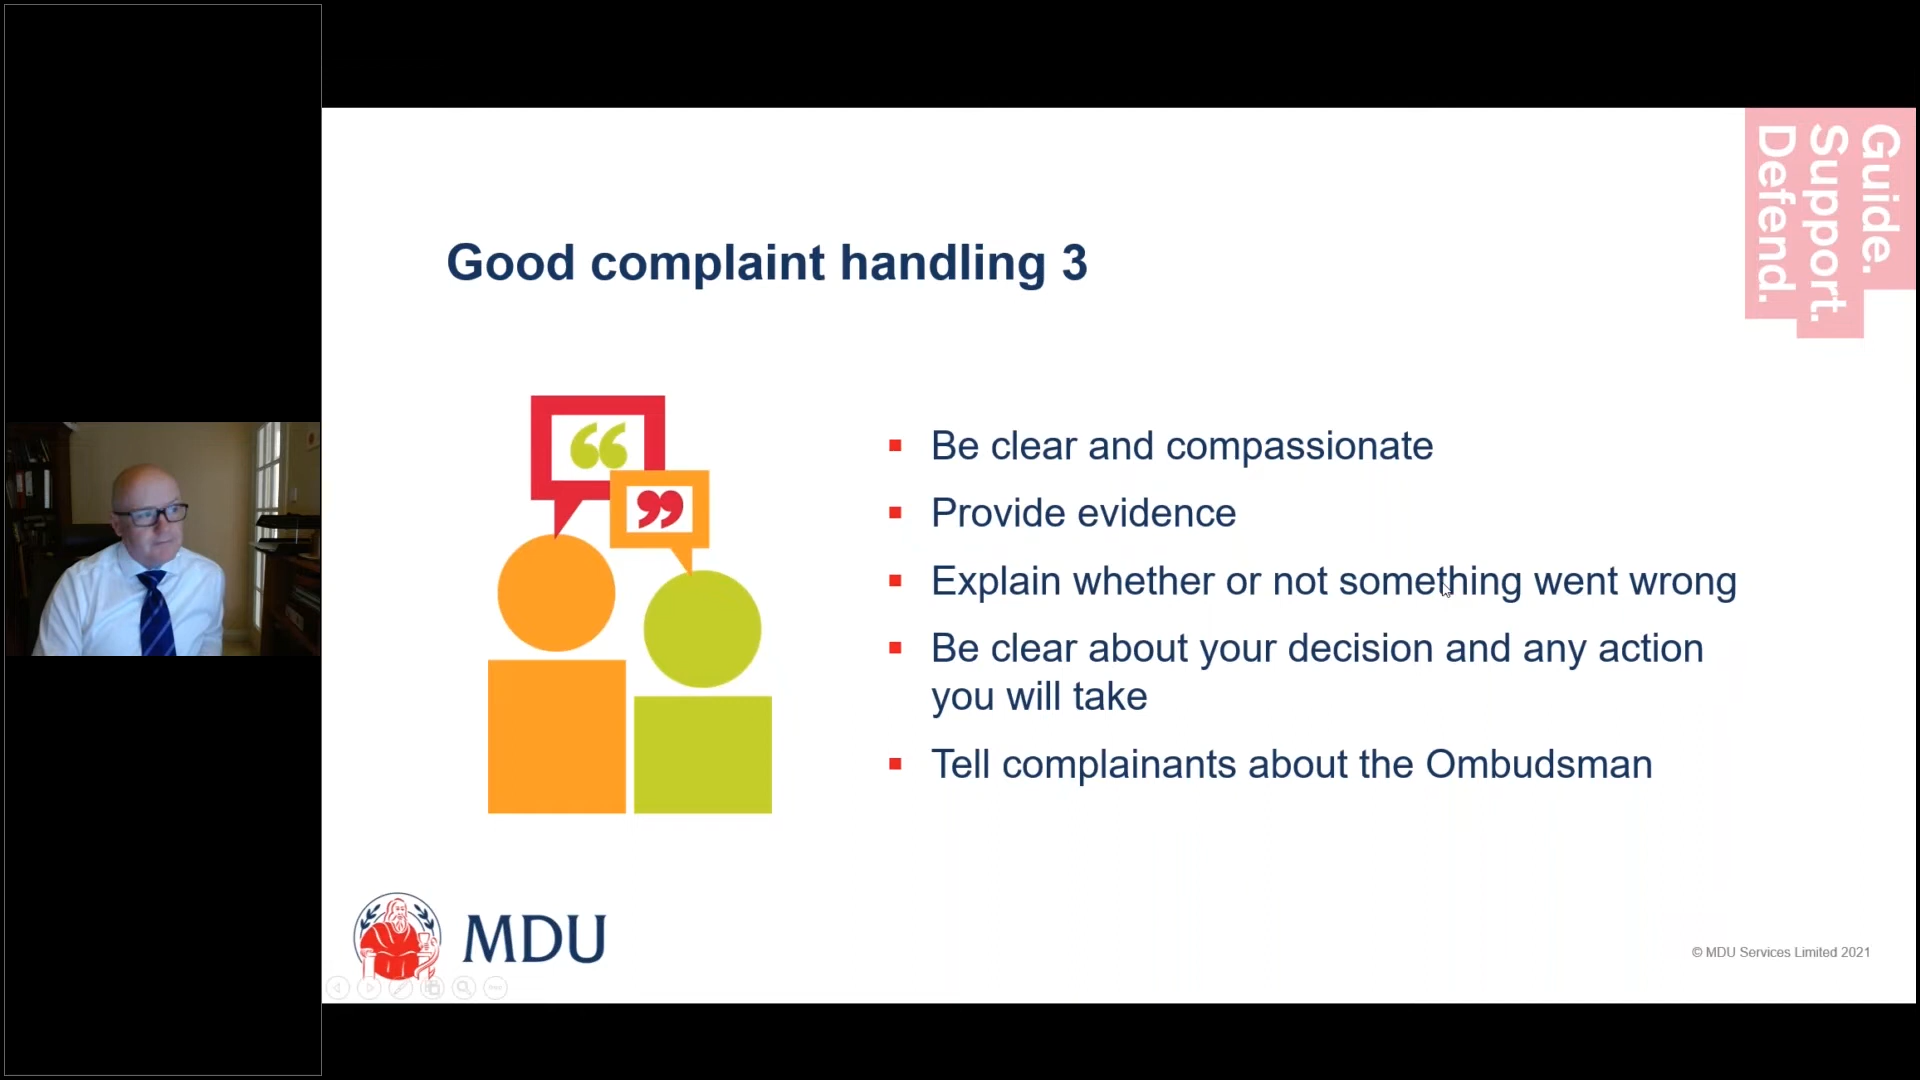 Guide.
Support.
Defend.
Good complaint handling 3
“
”
Be clear and compassionate
Provide evidence
Explain whether or not something went wrong
Be clear about your decision and any action
you will take
Tell complainants about the Ombudsman
MDU
© MDU Services Limited 2021